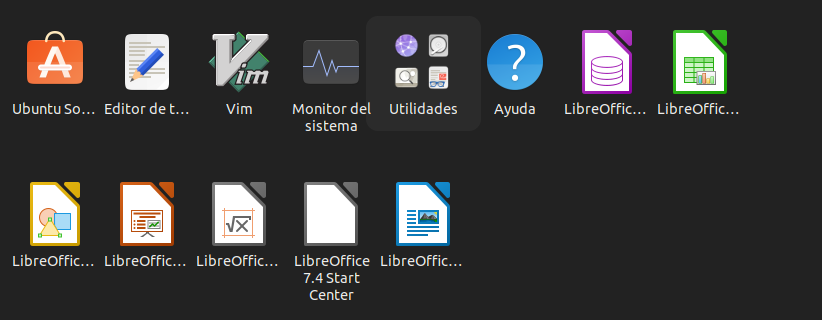 Ubuntu So...
Editor de t...
Vim
Monitor del
sistema
Utilidades
Ayuda
LibreOffic...
LibreOffic...
LibreOffic...
LibreOffic...
LibreOffic...
LibreOffice
7.4 Start
Center
LibreOffic...